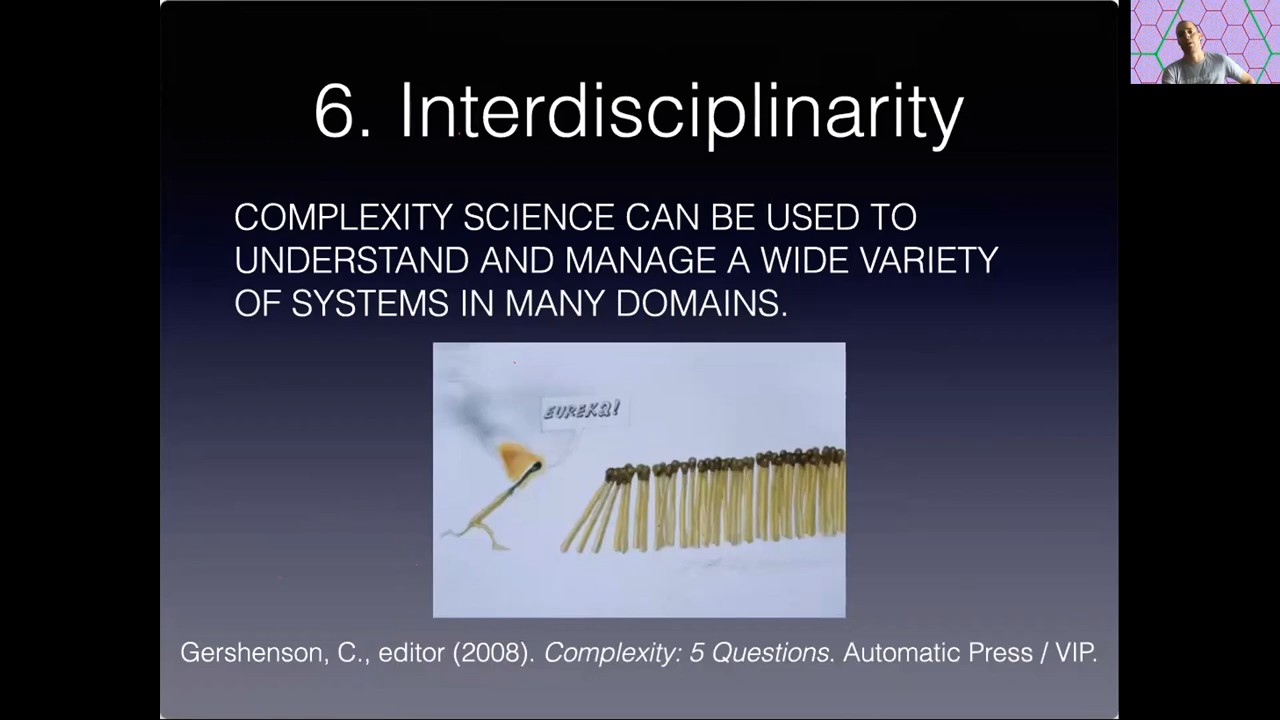 6. Interdisciplinarity
COMPLEXITY SCIENCE CAN BE USED TO
UNDERSTAND AND MANAGE A WIDE VARIETY
OF SYSTEMS IN MANY DOMAINS.
EUREKA!
Gershenson, C., editor (2008). Complexity: 5 Questions. Automatic Press / VIP.